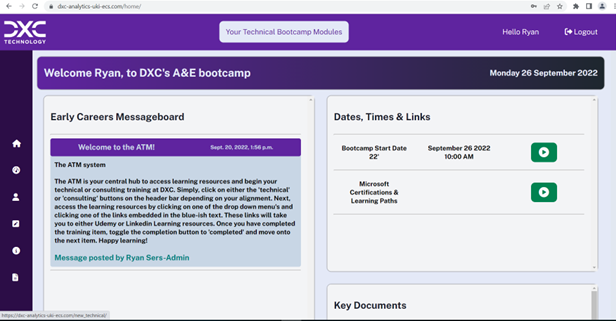 dxc-analytics-uki-ecs.com/home/
DXC
TECHNOLOGY
Your Technical Bootcamp Modules
Hello Ryan
Logout
Welcome Ryan, to DXC's A&E bootcamp
Monday 26 September 2022
Early Careers Messageboard
Welcome to the ATM!
Sept. 20, 2022, 1:56 p.m.
The ATM system
The ATM is your central hub to access learning resources and begin your
technical or consulting training at DXC. Simply, click on either the 'technical'
or 'consulting' buttons on the header bar depending on your alignment. Next,
access the learning resources by clicking on one of the drop down menu's and
clicking one of the links embedded in the blue-ish text. These links will take
you to either Udemy or Linkedin Learning resources. Once you have completed
the training item, toggle the completion button to 'completed' and move onto
the next item. Happy learning!
Message posted by Ryan Sers-Admin
Dates, Times & Links
Bootcamp Start Date
22'
September 26 2022
10:00 AM
Microsoft
Certifications &
Learning Paths
Key Documents
https://dxc-analytics-uki-ecs.com/new_technical/